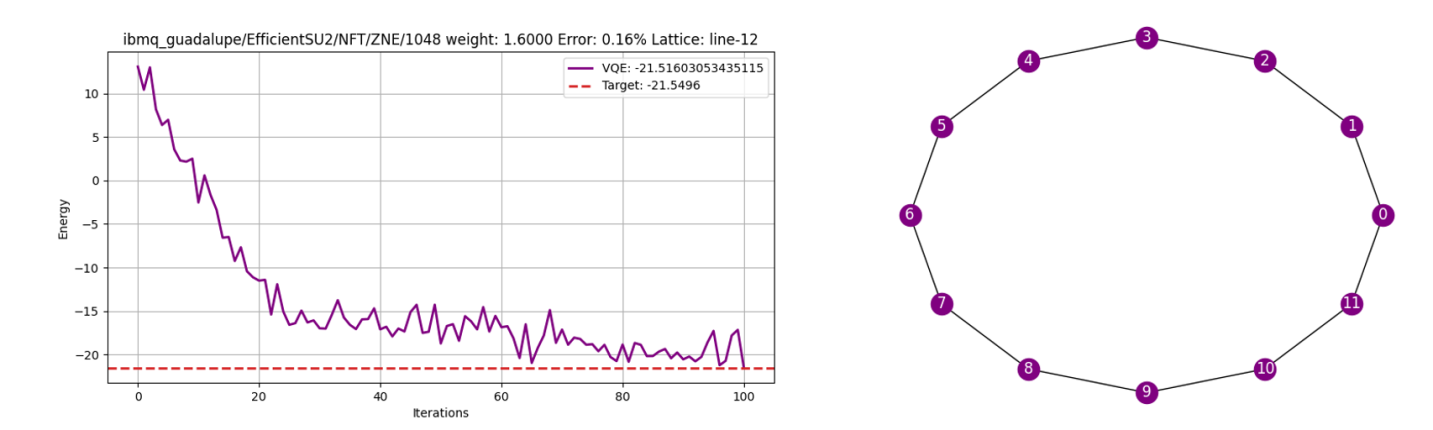 ibmq_guadalupe/EfficientSU2/NFT/ZNE/1048 weight: 1.6000 Error: 0.16% Lattice: line-12
VQE: -21.51603053435115
Target: -21.5496
Energy
10
5
0
−5
−10
−15
−20
0 20 40 60 80 100
Iterations
3
4 2
5 1
6 0
7 11
8 10
9